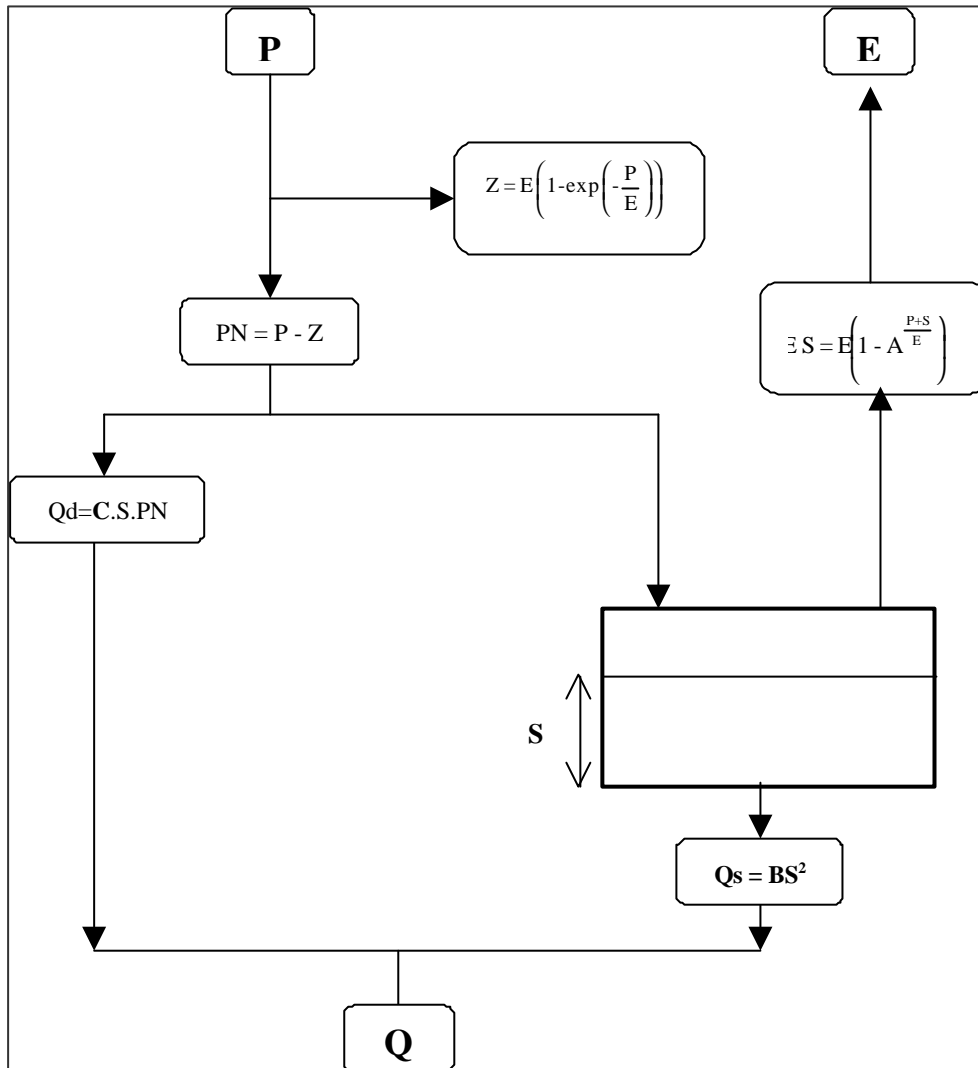 P
E
Z = E(1-exp(-P/E))
PN = P - Z
E S = E(1 - A^((P+S)/E))
Qd=C.S.PN
S
Qs = BS²
Q